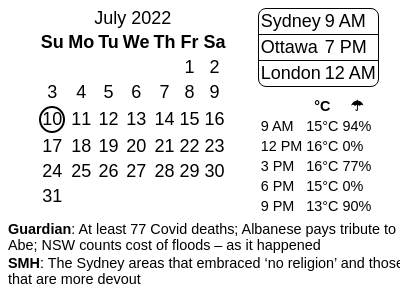 July 2022
Su Mo Tu We Th Fr Sa
1 2
3 4 5 6 7 8 9
10 11 12 13 14 15 16
17 18 19 20 21 22 23
24 25 26 27 28 29 30
31
Sydney 9 AM
Ottawa 7 PM
London 12 AM
°C ☂
9 AM 15°C 94%
12 PM 16°C 0%
3 PM 16°C 77%
6 PM 15°C 0%
9 PM 13°C 90%
Guardian: At least 77 Covid deaths; Albanese pays tribute to
Abe; NSW counts cost of floods – as it happened
SMH: The Sydney areas that embraced ‘no religion’ and those
that are more devout